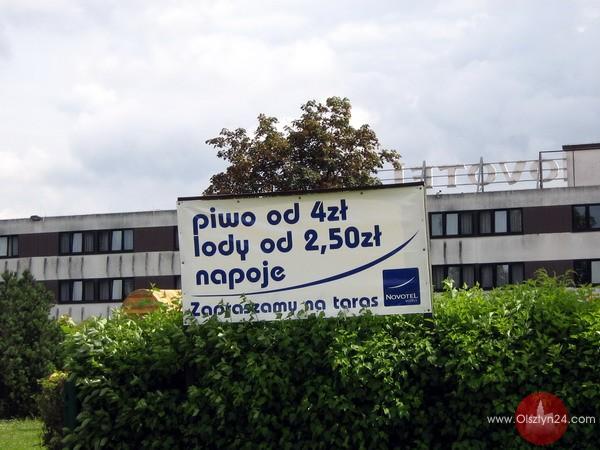 piwo od 4zł
lody od 2,50zł
napoje
Zapraszamy na taras
NOVOTEL
www.Olsztyn24.com